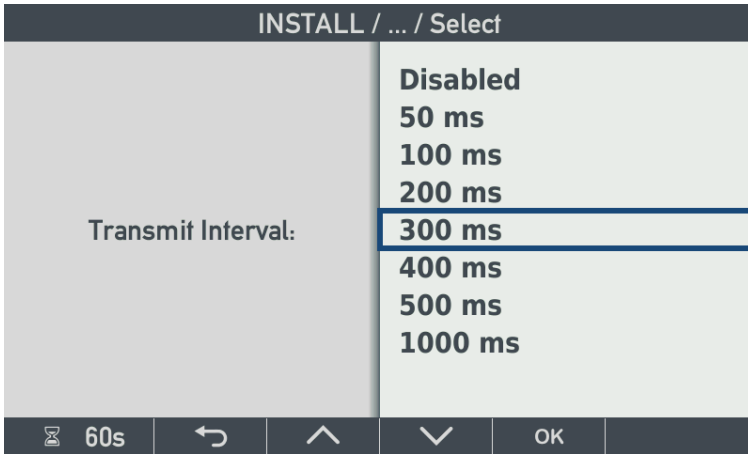 INSTALL / ... / Select
Transmit Interval:
Disabled
50 ms
100 ms
200 ms
300 ms
400 ms
500 ms
1000 ms
60s
OK